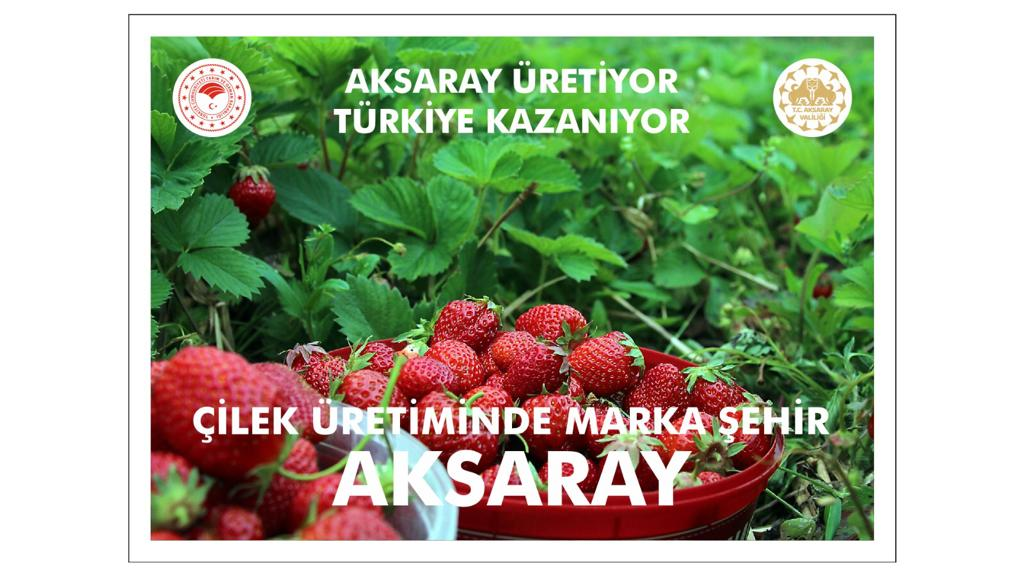 AKSARAY ÜRETİYOR
TÜRKİYE KAZANIYOR
T.C. AKSARAY
VALİLİĞİ
ÇİLEK ÜRETİMİNDE MARKA ŞEHİR
AKSARAY